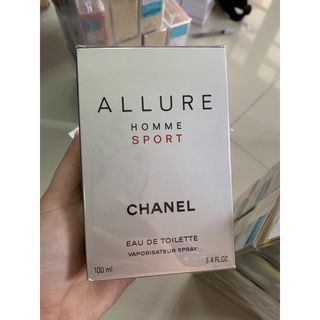 ALLURE
HOMME
SPORT
CHANEL
EAU DE TOILETTE
VAPORISATEUR SPRAY
100 ml 3.4 FL.OZ.